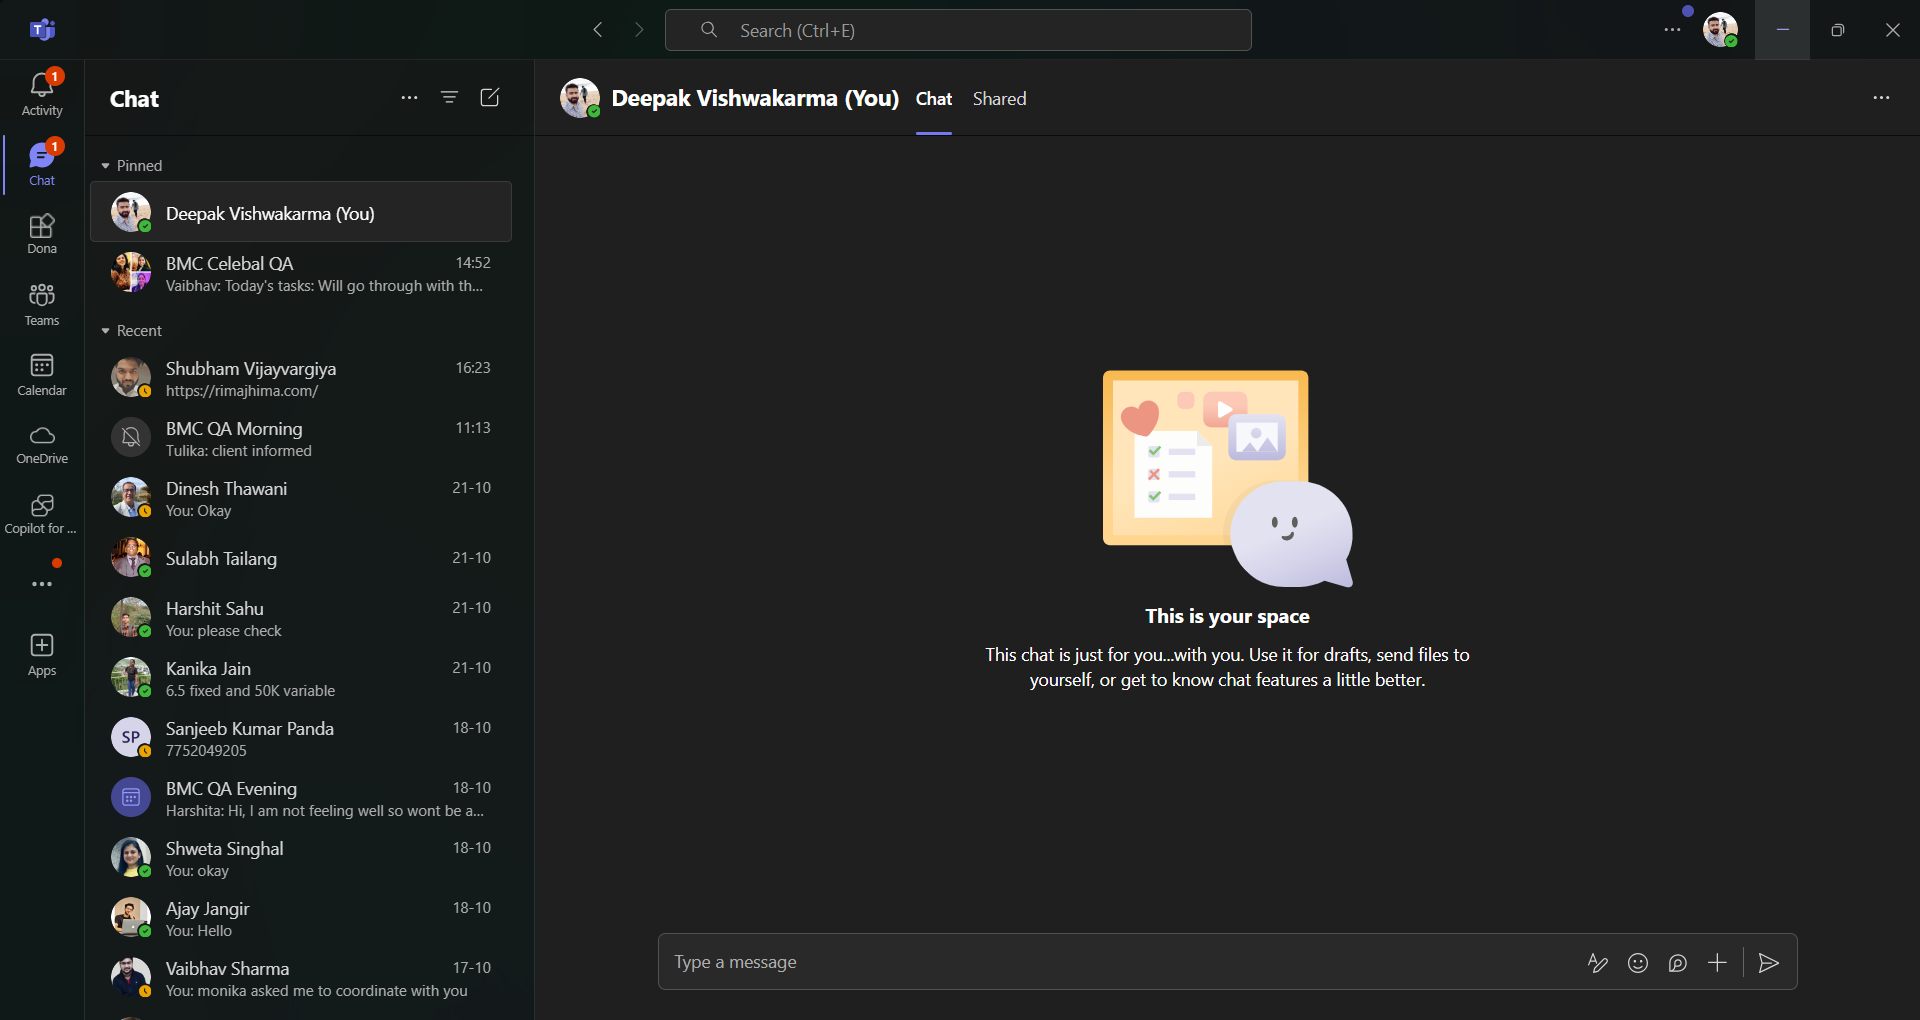 Search (Ctrl+E)
1
Activity
1
Chat
Dona
Teams
Calendar
OneDrive
Copilot for ...
Apps
Chat
Pinned
Deepak Vishwakarma (You)
BMC Celebal QA 14:52
Vaibhav: Today's tasks: Will go through with th...
Recent
Shubham Vijayvargiya 16:23
https://rimajhima.com/
BMC QA Morning 11:13
Tulika: client informed
Dinesh Thawani 21-10
You: Okay
Sulabh Tailang 21-10
Harshit Sahu 21-10
You: please check
Kanika Jain 21-10
6.5 fixed and 50K variable
SP
Sanjeeb Kumar Panda 18-10
7752049205
BMC QA Evening 18-10
Harshita: Hi, I am not feeling well so wont be a...
Shweta Singhal 18-10
You: okay
Ajay Jangir 18-10
You: Hello
Vaibhav Sharma 17-10
You: monika asked me to coordinate with you
Deepak Vishwakarma (You) Chat Shared
This is your space
This chat is just for you...with you. Use it for drafts, send files to
yourself, or get to know chat features a little better.
Type a message